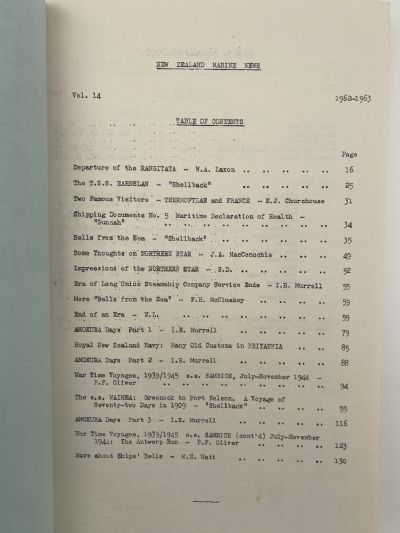 NEW ZEALAND MARINE NEWS
Vol. 14 1962-1963
TABLE OF CONTENTS
Page
Departure of the RANGITATA - W.A. Laxon .. .. .. .. .. 16
The T.S.S. EARNSLAW - "Shellback" .. .. .. .. .. 25
Two Famous Visitors - THERMOPYLAE and FRANCE - E.J. Churchouse 31
Shipping Documents No. 5 Maritime Declaration of Health -
"Gunnah" .. .. .. .. .. .. .. .. 34
Bells from the Sea - "Shellback" .. .. .. .. .. 35
Some Thoughts on NORTHERN STAR - J.A. MacConochie .. .. .. 49
Impressions of the NORTHERN STAR - S.D. .. .. .. .. 52
Era of Long Union Steamship Company Service Ends - I.R. Murrell 55
More "Bells from the Sea" - F.H. McCluskey .. .. .. .. 59
End of an Era - N.L. .. .. .. .. .. .. .. 59
AMOKURA Days Part 1 - I.R. Murrell .. .. .. .. .. 79
Royal New Zealand Navy: Many Old Customs in BRITANNIA .. .. 85
AMOKURA Days Part 2 - I.R. Murrell .. .. .. .. .. 88
War Time Voyages, 1939/1945 s.s. SAMRICH, July-November 1944 -
P.F. Oliver .. .. .. .. .. .. .. .. 94
The s.s. WAIMEA: Greenock to Port Nelson. A Voyage of
Seventy-two Days in 1909 - "Shellback" .. .. .. .. 99
AMOKURA Days Part 3 - I.R. Murrell .. .. .. .. .. 116
War Time Voyages, 1939/1945 s.s. SAMRICH (cont'd) July-November
1944: The Antwerp Run - P.F. Oliver .. .. .. .. 123
More about Ships' Bells - M.N. Watt .. .. .. .. .. 130